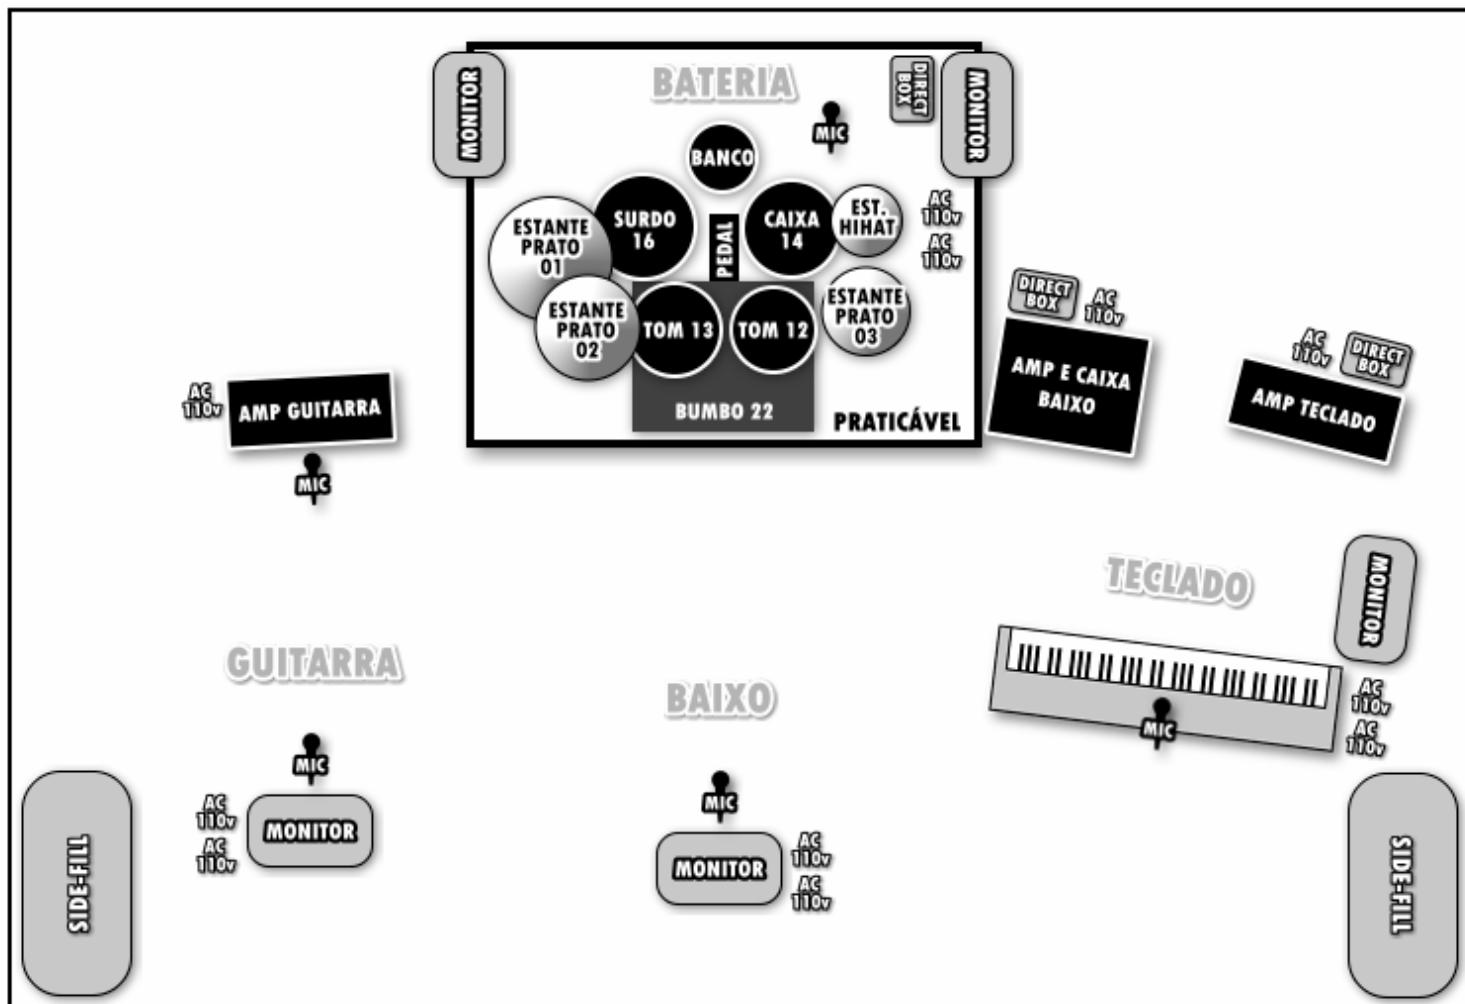 MONITOR
BATERIA
DIRECT
BOX
MONITOR
MIC
BANCO
ESTANTE
PRATO
01
SURDO
16
PEDAL
CAIXA
14
EST.
HIHAT
AC
110v
AC
110v
ESTANTE
PRATO
02
TOM 13
TOM 12
ESTANTE
PRATO
03
BUMBO 22
PRATICÁVEL
DIRECT
BOX
AC
110v
AMP E CAIXA
BAIXO
AC
110v
DIRECT
BOX
AMP TECLADO
AC
110v
AMP GUITARRA
MIC
TECLADO
MONITOR
GUITARRA
BAIXO
MIC
AC
110v
AC
110v
MIC
AC
110v
AC
110v
MONITOR
MIC
MONITOR
AC
110v
AC
110v
SIDE-FILL
SIDE-FILL